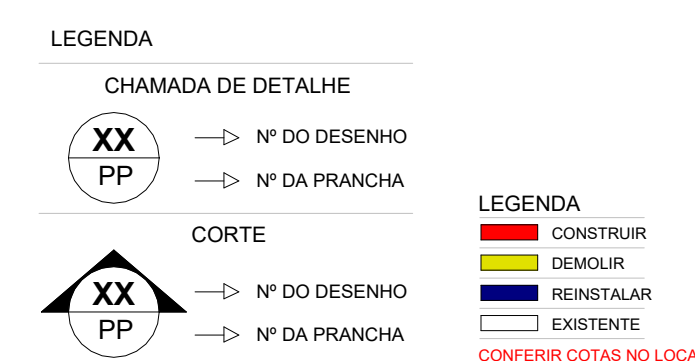 LEGENDA
CHAMADA DE DETALHE
XX
Nº DO DESENHO
PP
Nº DA PRANCHA
CORTE
XX
Nº DO DESENHO
PP
Nº DA PRANCHA
LEGENDA
CONSTRUIR
DEMOLIR
REINSTALAR
EXISTENTE
CONFERIR COTAS NO LOCA